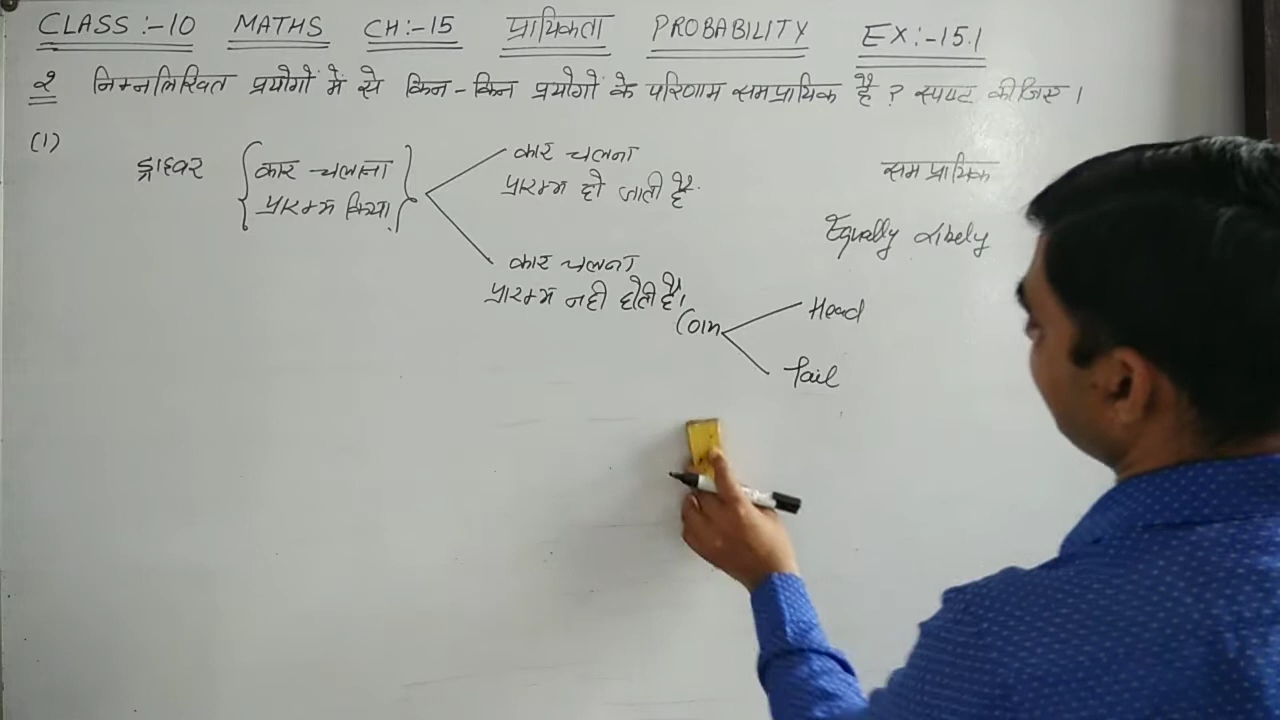 CLASS :- 10 MATHS CH:- 15 प्रायिकता PROBABILITY EX:- 15.1
२ निम्नलिखित प्रयोगों में से किन-किन प्रयोगों के परिणाम समप्रायिक है ? स्पष्ट कीजिए ।
(1)
ड्राइवर { कार चलाना
प्रारम्भ किया. }
कार चलना
प्रारम्भ हो जाती है.
कार चलना
प्रारम्भ नही होती है।
समप्रायिक
Equally Likely
Coin
Head
Tail